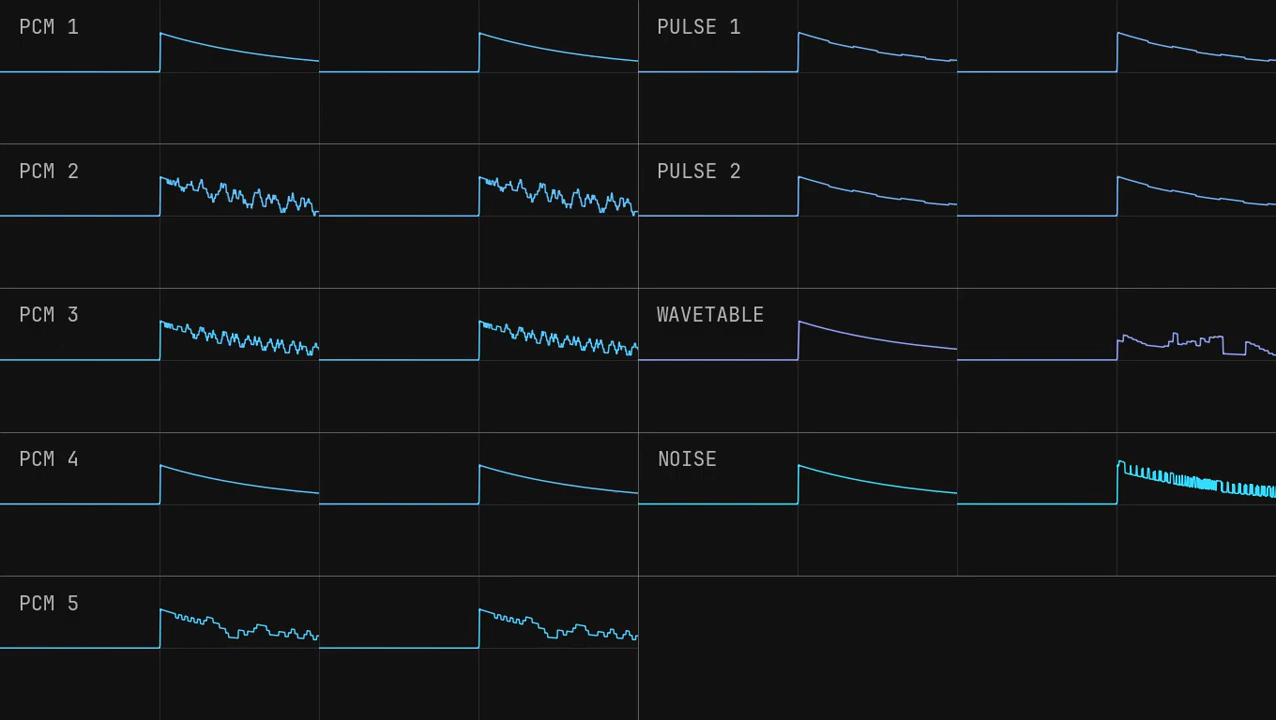 PCM 1
PULSE 1
PCM 2
PULSE 2
PCM 3
WAVETABLE
PCM 4
NOISE
PCM 5